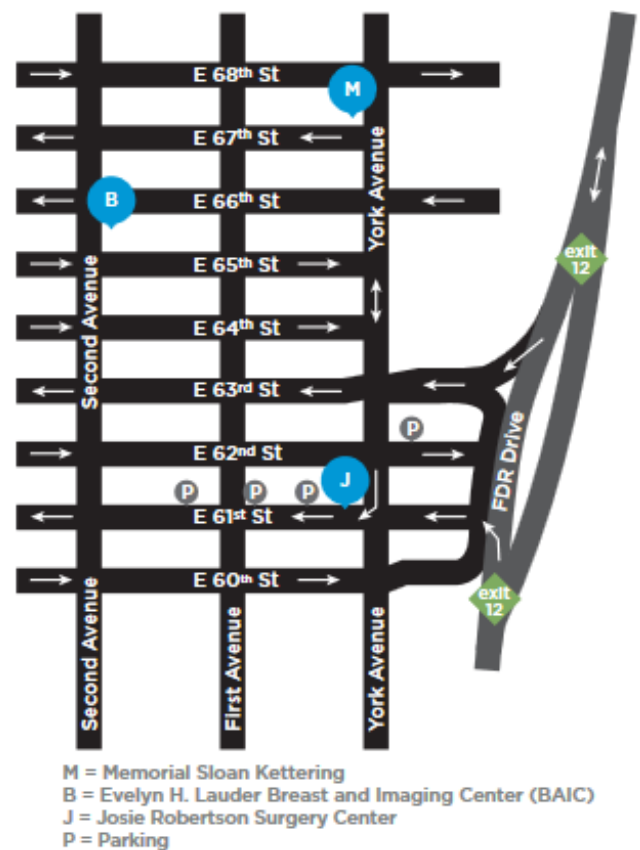 E 68th St
M
E 67th St
York Avenue
B
E 66th St
exit
12
Second Avenue
E 65th St
E 64th St
E 63rd St
P
E 62nd St
FDR Drive
J
P
P
P
E 61st St
E 60th St
exit
12
Second Avenue
First Avenue
York Avenue
M = Memorial Sloan Kettering
B = Evelyn H. Lauder Breast and Imaging Center (BAIC)
J = Josie Robertson Surgery Center
P = Parking